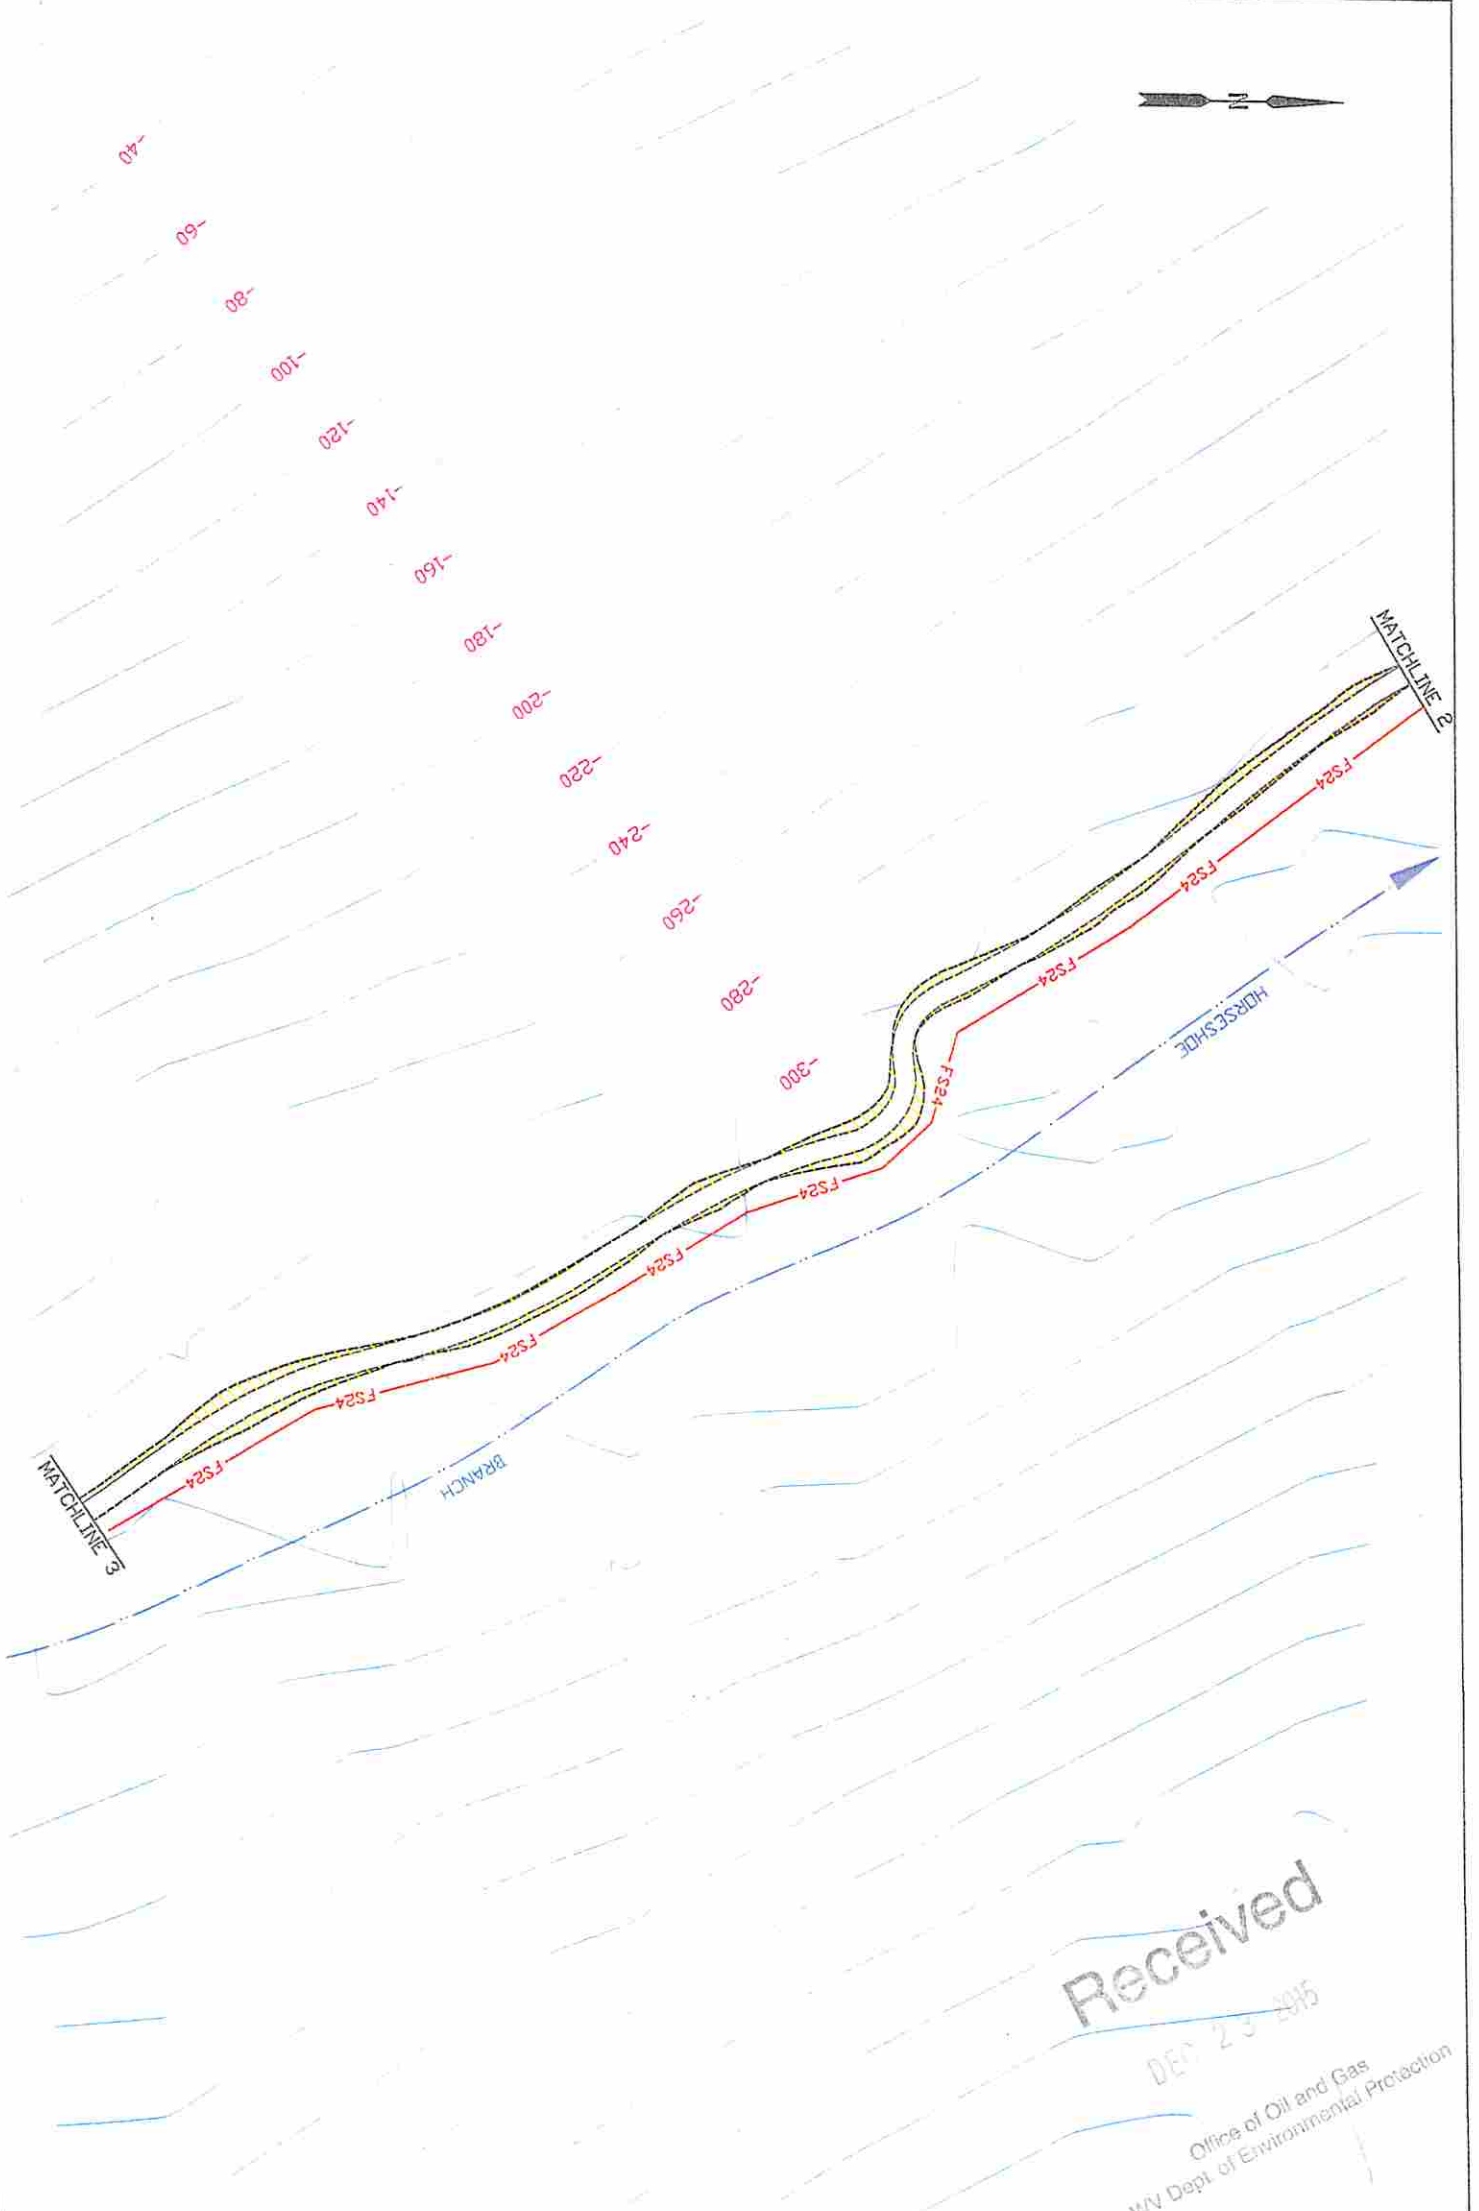 N
-40
-60
-80
-100
-120
-140
-160
-180
-200
-220
-240
-260
-280
-300
MATCHLINE 2
FS24
FS24
FS24
FS24
FS24
FS24
FS24
FS24
FS24
HORSESHOE
BRANCH
MATCHLINE 3
Received
DEC 23 2015
Office of Oil and Gas
WV Dept. of Environmental Protection